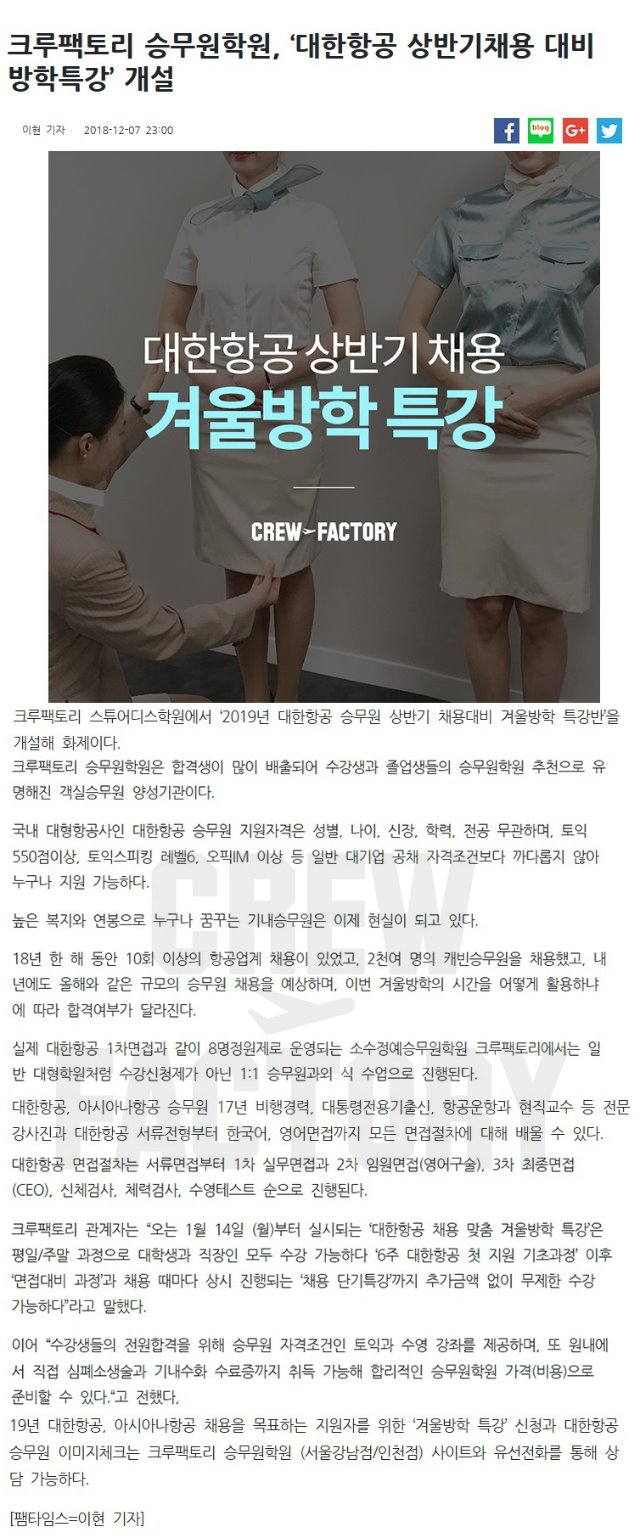 크루팩토리 승무원학원, ‘대한항공 상반기채용 대비
방학특강’ 개설
이현 기자 2018-12-07 23:00
f
blog
G+
대한항공 상반기 채용
겨울방학 특강
CREW FACTORY
크루팩토리 스튜어디스학원에서 ‘2019년 대한항공 승무원 상반기 채용대비 겨울방학 특강반’을
개설해 화제이다.
크루팩토리 승무원학원은 합격생이 많이 배출되어 수강생과 졸업생들의 승무원학원 추천으로 유
명해진 객실승무원 양성기관이다.
국내 대형항공사인 대한항공 승무원 지원자격은 성별, 나이, 신장, 학력, 전공 무관하며, 토익
550점이상, 토익스피킹 레벨6, 오픽IM 이상 등 일반 대기업 공채 자격조건보다 까다롭지 않아
누구나 지원 가능하다.
높은 복지와 연봉으로 누구나 꿈꾸는 기내승무원은 이제 현실이 되고 있다.
18년 한 해 동안 10회 이상의 항공업계 채용이 있었고, 2천여 명의 캐빈승무원을 채용했고, 내
년에도 올해와 같은 규모의 승무원 채용을 예상하며, 이번 겨울방학의 시간을 어떻게 활용하냐
에 따라 합격여부가 달라진다.
실제 대한항공 1차면접과 같이 8명정원제로 운영되는 소수정예승무원학원 크루팩토리에서는 일
반 대형학원처럼 수강신청제가 아닌 1:1 승무원과외 식 수업으로 진행된다.
대한항공, 아시아나항공 승무원 17년 비행경력, 대통령전용기출신, 항공운항과 현직교수 등 전문
강사진과 대한항공 서류전형부터 한국어, 영어면접까지 모든 면접절차에 대해 배울 수 있다.
대한항공 면접절차는 서류면접부터 1차 실무면접과 2차 임원면접(영어구술), 3차 최종면접
(CEO), 신체검사, 체력검사, 수영테스트 순으로 진행된다.
크루팩토리 관계자는 “오는 1월 14일 (월)부터 실시되는 ‘대한항공 채용 맞춤 겨울방학 특강’은
평일/주말 과정으로 대학생과 직장인 모두 수강 가능하다 ‘6주 대한항공 첫 지원 기초과정’ 이후
‘면접대비 과정’과 채용 때마다 상시 진행되는 ‘채용 단기특강’까지 추가금액 없이 무제한 수강
가능하다”라고 말했다.
이어 “수강생들의 전원합격을 위해 승무원 자격조건인 토익과 수영 강좌를 제공하며, 또 원내에
서 직접 심폐소생술과 기내수화 수료증까지 취득 가능해 합리적인 승무원학원 가격(비용)으로
준비할 수 있다.“고 전했다,
19년 대한항공, 아시아나항공 채용을 목표하는 지원자를 위한 ‘겨울방학 특강’ 신청과 대한항공
승무원 이미지체크는 크루팩토리 승무원학원 (서울강남점/인천점) 사이트와 유선전화를 통해 상
담 가능하다.
[팸타임스=이현 기자]
CREW
FACTORY